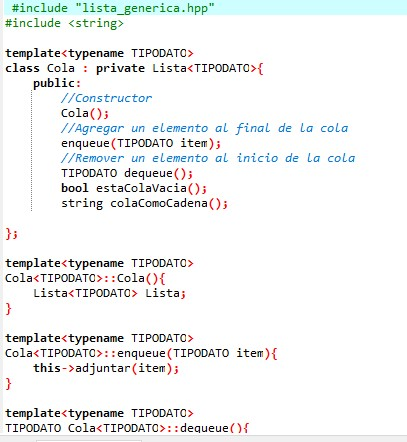 #include "lista_generica.hpp"
#include <string>
template<typename TIPODATO>
class Cola : private Lista<TIPODATO>{
public:
//Constructor
Cola();
//Agregar un elemento al final de la cola
enqueue(TIPODATO item);
//Remover un elemento al inicio de la cola
TIPODATO dequeue();
bool estaColaVacia();
string colaComoCadena();
};
template<typename TIPODATO>
Cola<TIPODATO>::Cola(){
Lista<TIPODATO> Lista;
}
template<typename TIPODATO>
Cola<TIPODATO>::enqueue(TIPODATO item){
this->adjuntar(item);
}
template<typename TIPODATO>
TIPODATO Cola<TIPODATO>::dequeue(){